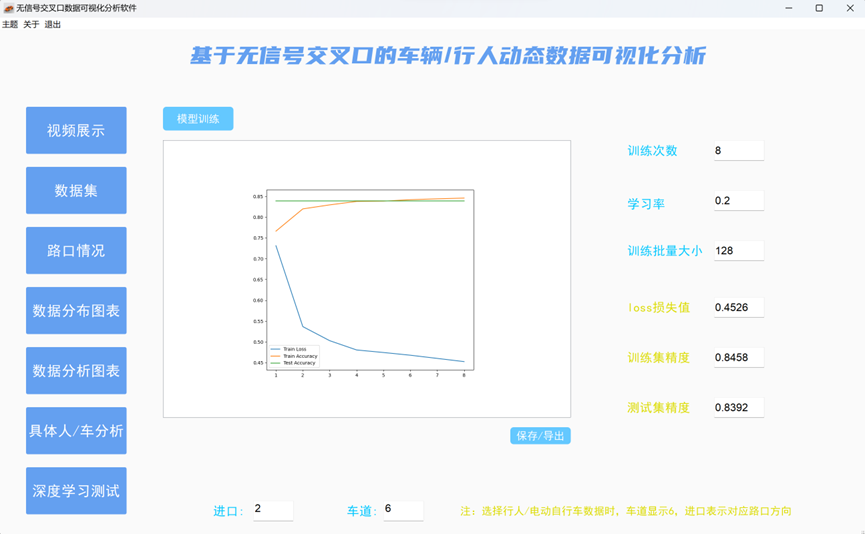 无信号交叉口数据可视化分析软件
主题 关于 退出
基于无信号交叉口的车辆/行人动态数据可视化分析
视频展示
数据集
路口情况
数据分布图表
数据分析图表
具体人/车分析
深度学习测试
模型训练
0.85
0.80
0.75
0.70
0.65
0.60
0.55
0.50
0.45
Train Loss
Train Accuracy
Test Accuracy
1 2 3 4 5 6 7 8
保存/导出
训练次数 8
学习率 0.2
训练批量大小 128
loss损失值 0.4526
训练集精度 0.8458
测试集精度 0.8392
进口: 2 车道: 6
注: 选择行人/电动自行车数据时，车道显示6，进口表示对应路口方向